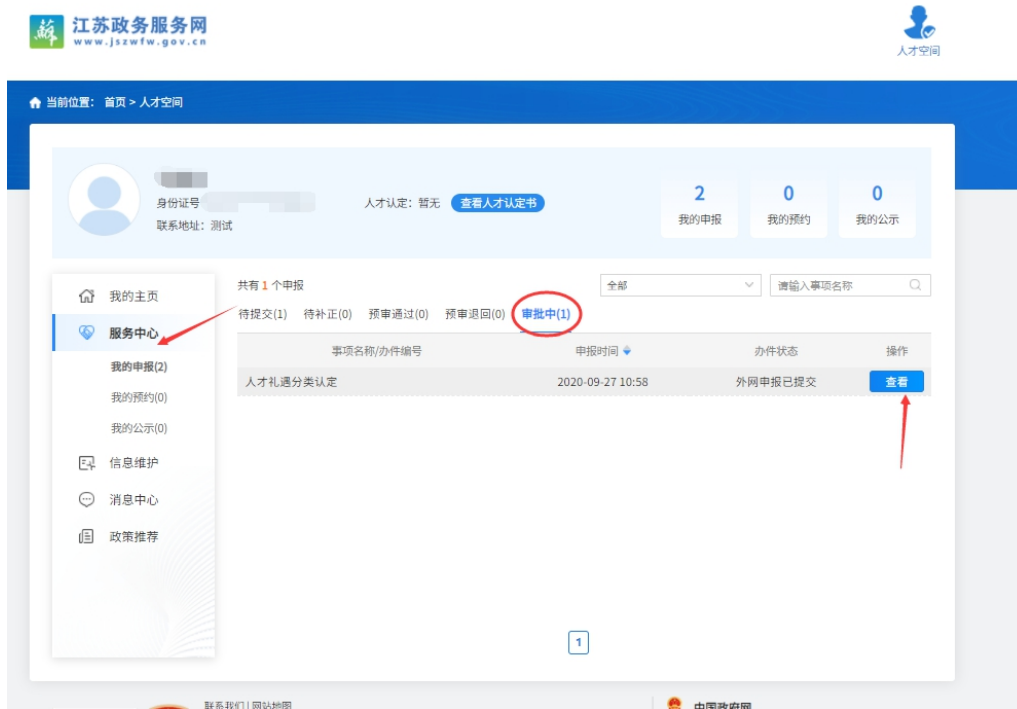 江苏政务服务网
www.jszwfw.gov.cn
人才空间
当前位置： 首页 > 人才空间
身份证号
人才认定：暂无 查看人才认定书
联系地址：测试
2 0 0
我的申报 我的预约 我的公示
我的主页
服务中心
我的申报(2)
我的预约(0)
我的公示(0)
信息维护
消息中心
政策推荐
共有1个申报
全部 请输入事项名称
待提交(1) 待补正(0) 预审通过(0) 预审退回(0) 审批中(1)
事项名称/办件编号 申报时间 办件状态 操作
人才礼遇分类认定 2020-09-27 10:58 外网申报已提交 查看
1
联系我们 | 网站地图
中国政府网